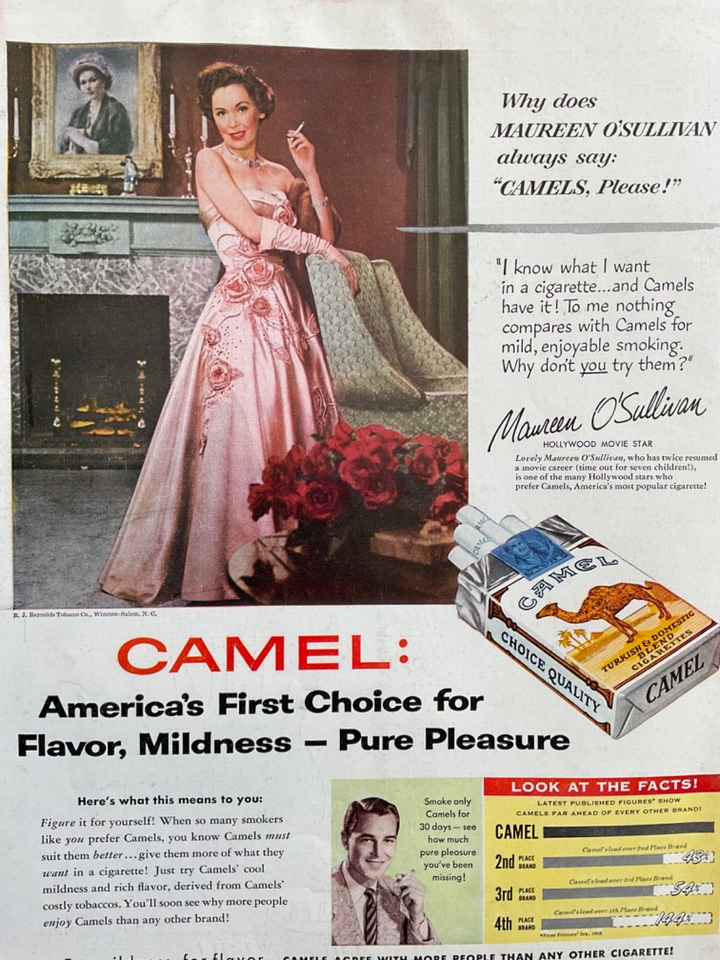 Why does
MAUREEN O'SULLIVAN
always say:
“CAMELS, Please!”
"I know what I want
in a cigarette...and Camels
have it! To me nothing
compares with Camels for
mild, enjoyable smoking.
Why don't you try them?"
Maureen O'Sullivan
HOLLYWOOD MOVIE STAR
Lovely Maureen O'Sullivan, who has twice resumed
a movie career (time out for seven children!),
is one of the many Hollywood stars who
prefer Camels, America's most popular cigarette!
R. J. Reynolds Tobacco Co., Winston-Salem, N. C.
CAMEL
TURKISH & DOMESTIC
BLEND
CIGARETTES
CHOICE QUALITY
CAMEL
CAMEL:
America's First Choice for
Flavor, Mildness — Pure Pleasure
Here's what this means to you:
Figure it for yourself! When so many smokers
like you prefer Camels, you know Camels must
suit them better...give them more of what they
want in a cigarette! Just try Camels' cool
mildness and rich flavor, derived from Camels'
costly tobaccos. You'll soon see why more people
enjoy Camels than any other brand!
Smoke only
Camels for
30 days — see
how much
pure pleasure
you've been
missing!
LOOK AT THE FACTS!
LATEST PUBLISHED FIGURES* SHOW
CAMELS FAR AHEAD OF EVERY OTHER BRAND!
CAMEL
Camel's lead over 2nd Place Brand
2nd PLACE BRAND 43%
Camel's lead over 3rd Place Brand
3rd PLACE BRAND 54%
Camel's lead over 4th Place Brand
4th PLACE BRAND 144%
*From Printers' Ink,
for flavor CAMELS AGREE WITH MORE PEOPLE THAN ANY OTHER CIGARETTE!